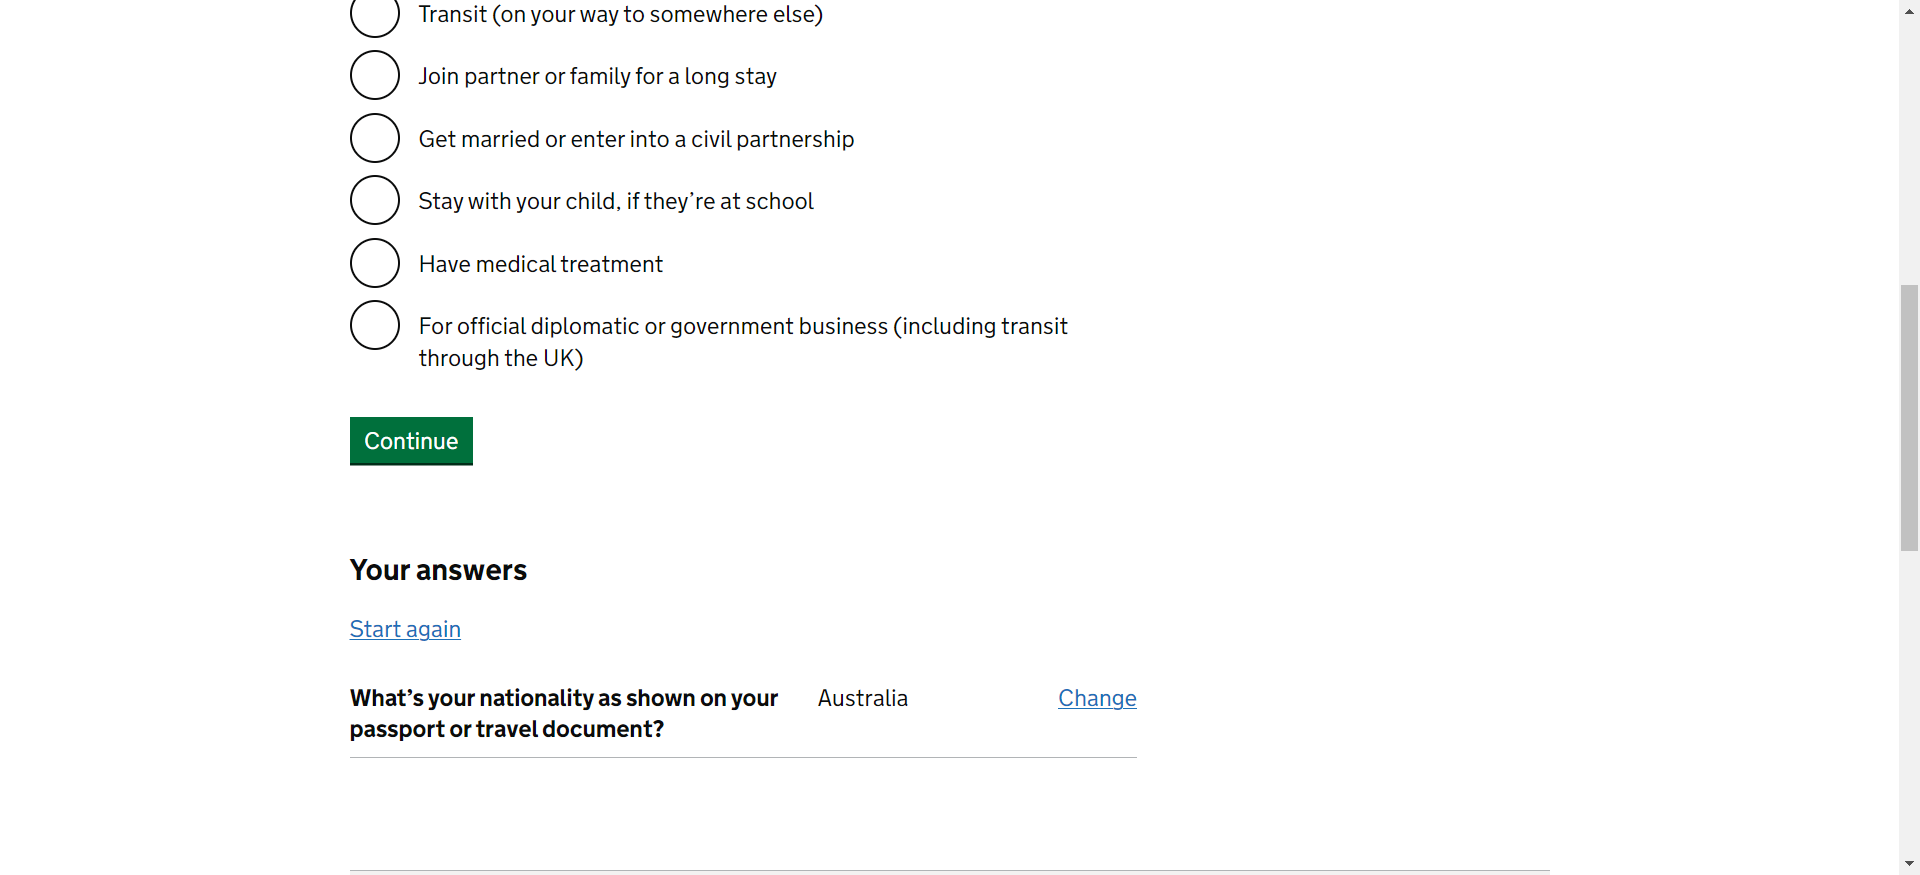 Transit (on your way to somewhere else)
Join partner or family for a long stay
Get married or enter into a civil partnership
Stay with your child, if they’re at school
Have medical treatment
For official diplomatic or government business (including transit
through the UK)
Continue
Your answers
Start again
What’s your nationality as shown on your Australia Change
passport or travel document?